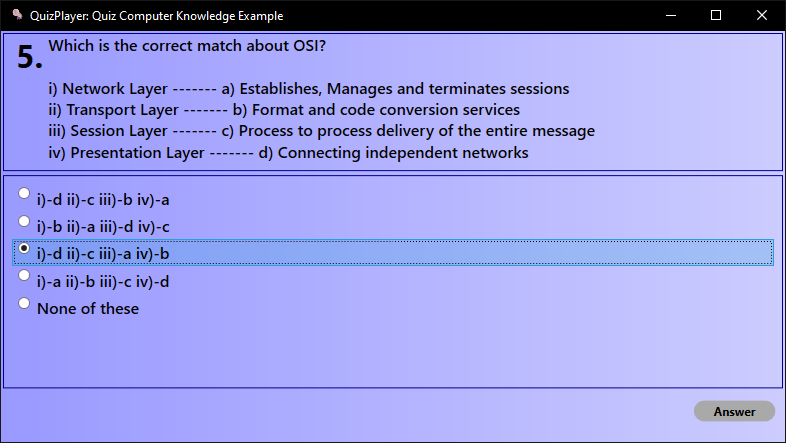 QuizPlayer: Quiz Computer Knowledge Example
5. Which is the correct match about OSI?
i) Network Layer ------- a) Establishes, Manages and terminates sessions
ii) Transport Layer ------- b) Format and code conversion services
iii) Session Layer ------- c) Process to process delivery of the entire message
iv) Presentation Layer ------- d) Connecting independent networks
i)-d ii)-c iii)-b iv)-a
i)-b ii)-a iii)-d iv)-c
i)-d ii)-c iii)-a iv)-b
i)-a ii)-b iii)-c iv)-d
None of these
Answer